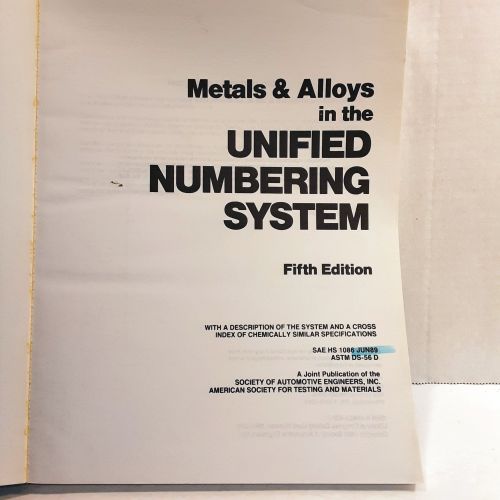 Metals & Alloys
in the
UNIFIED
NUMBERING
SYSTEM
Fifth Edition
WITH A DESCRIPTION OF THE SYSTEM AND A CROSS
INDEX OF CHEMICALLY SIMILAR SPECIFICATIONS
SAE HS 1086 JUN89
ASTM DS-56 D
A Joint Publication of the
SOCIETY OF AUTOMOTIVE ENGINEERS, INC.
AMERICAN SOCIETY FOR TESTING AND MATERIALS